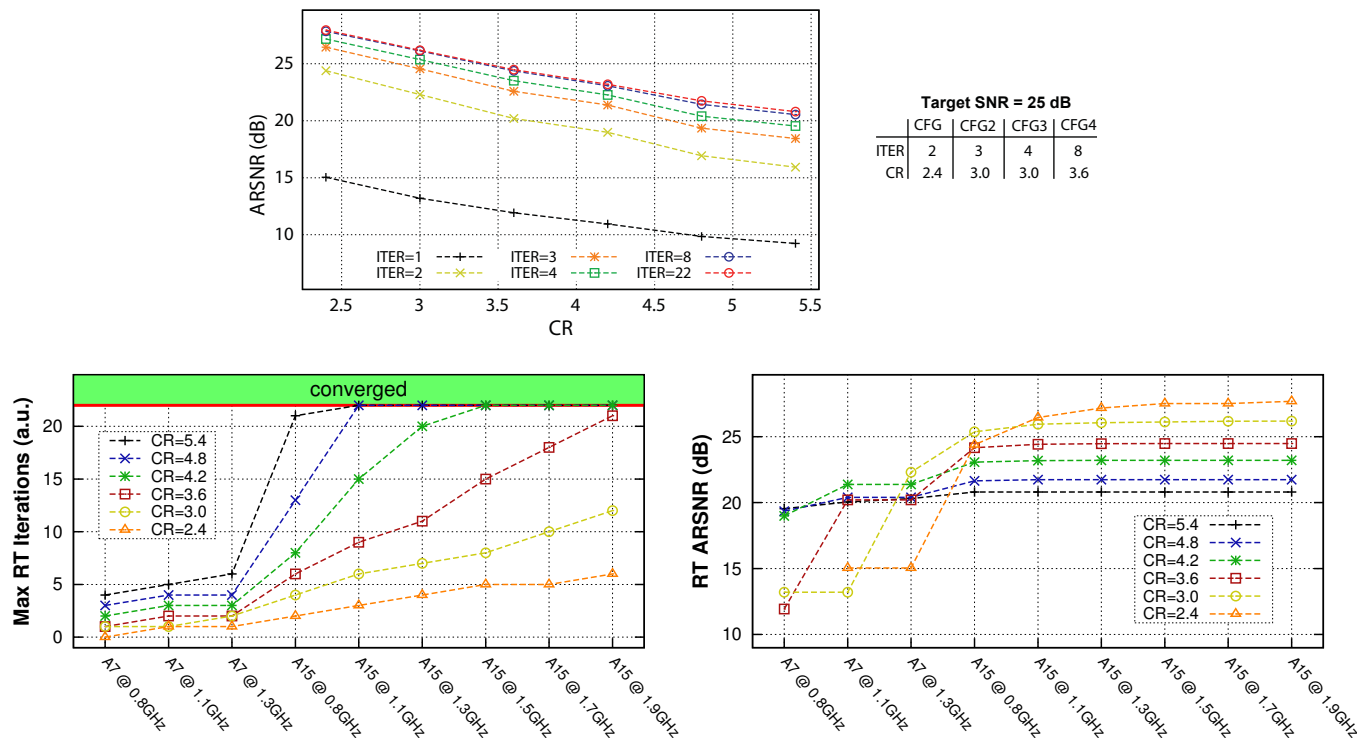 25
20
15
10
ARSNR (dB)
ITER=1
ITER=2
ITER=3
ITER=4
ITER=8
ITER=22
2.5 3 3.5 4 4.5 5 5.5
CR
Target SNR = 25 dB
CFG CFG2 CFG3 CFG4
ITER 2 3 4 8
CR 2.4 3.0 3.0 3.6
converged
20
15
10
5
0
Max RT Iterations (a.u.)
CR=5.4
CR=4.8
CR=4.2
CR=3.6
CR=3.0
CR=2.4
A7 @ 0.8GHz
A7 @ 1.1GHz
A7 @ 1.3GHz
A15 @ 0.8GHz
A15 @ 1.1GHz
A15 @ 1.3GHz
A15 @ 1.5GHz
A15 @ 1.7GHz
A15 @ 1.9GHz
25
20
15
10
RT ARSNR (dB)
CR=5.4
CR=4.8
CR=4.2
CR=3.6
CR=3.0
CR=2.4
A7 @ 0.8GHz
A7 @ 1.1GHz
A7 @ 1.3GHz
A15 @ 0.8GHz
A15 @ 1.1GHz
A15 @ 1.3GHz
A15 @ 1.5GHz
A15 @ 1.7GHz
A15 @ 1.9GHz